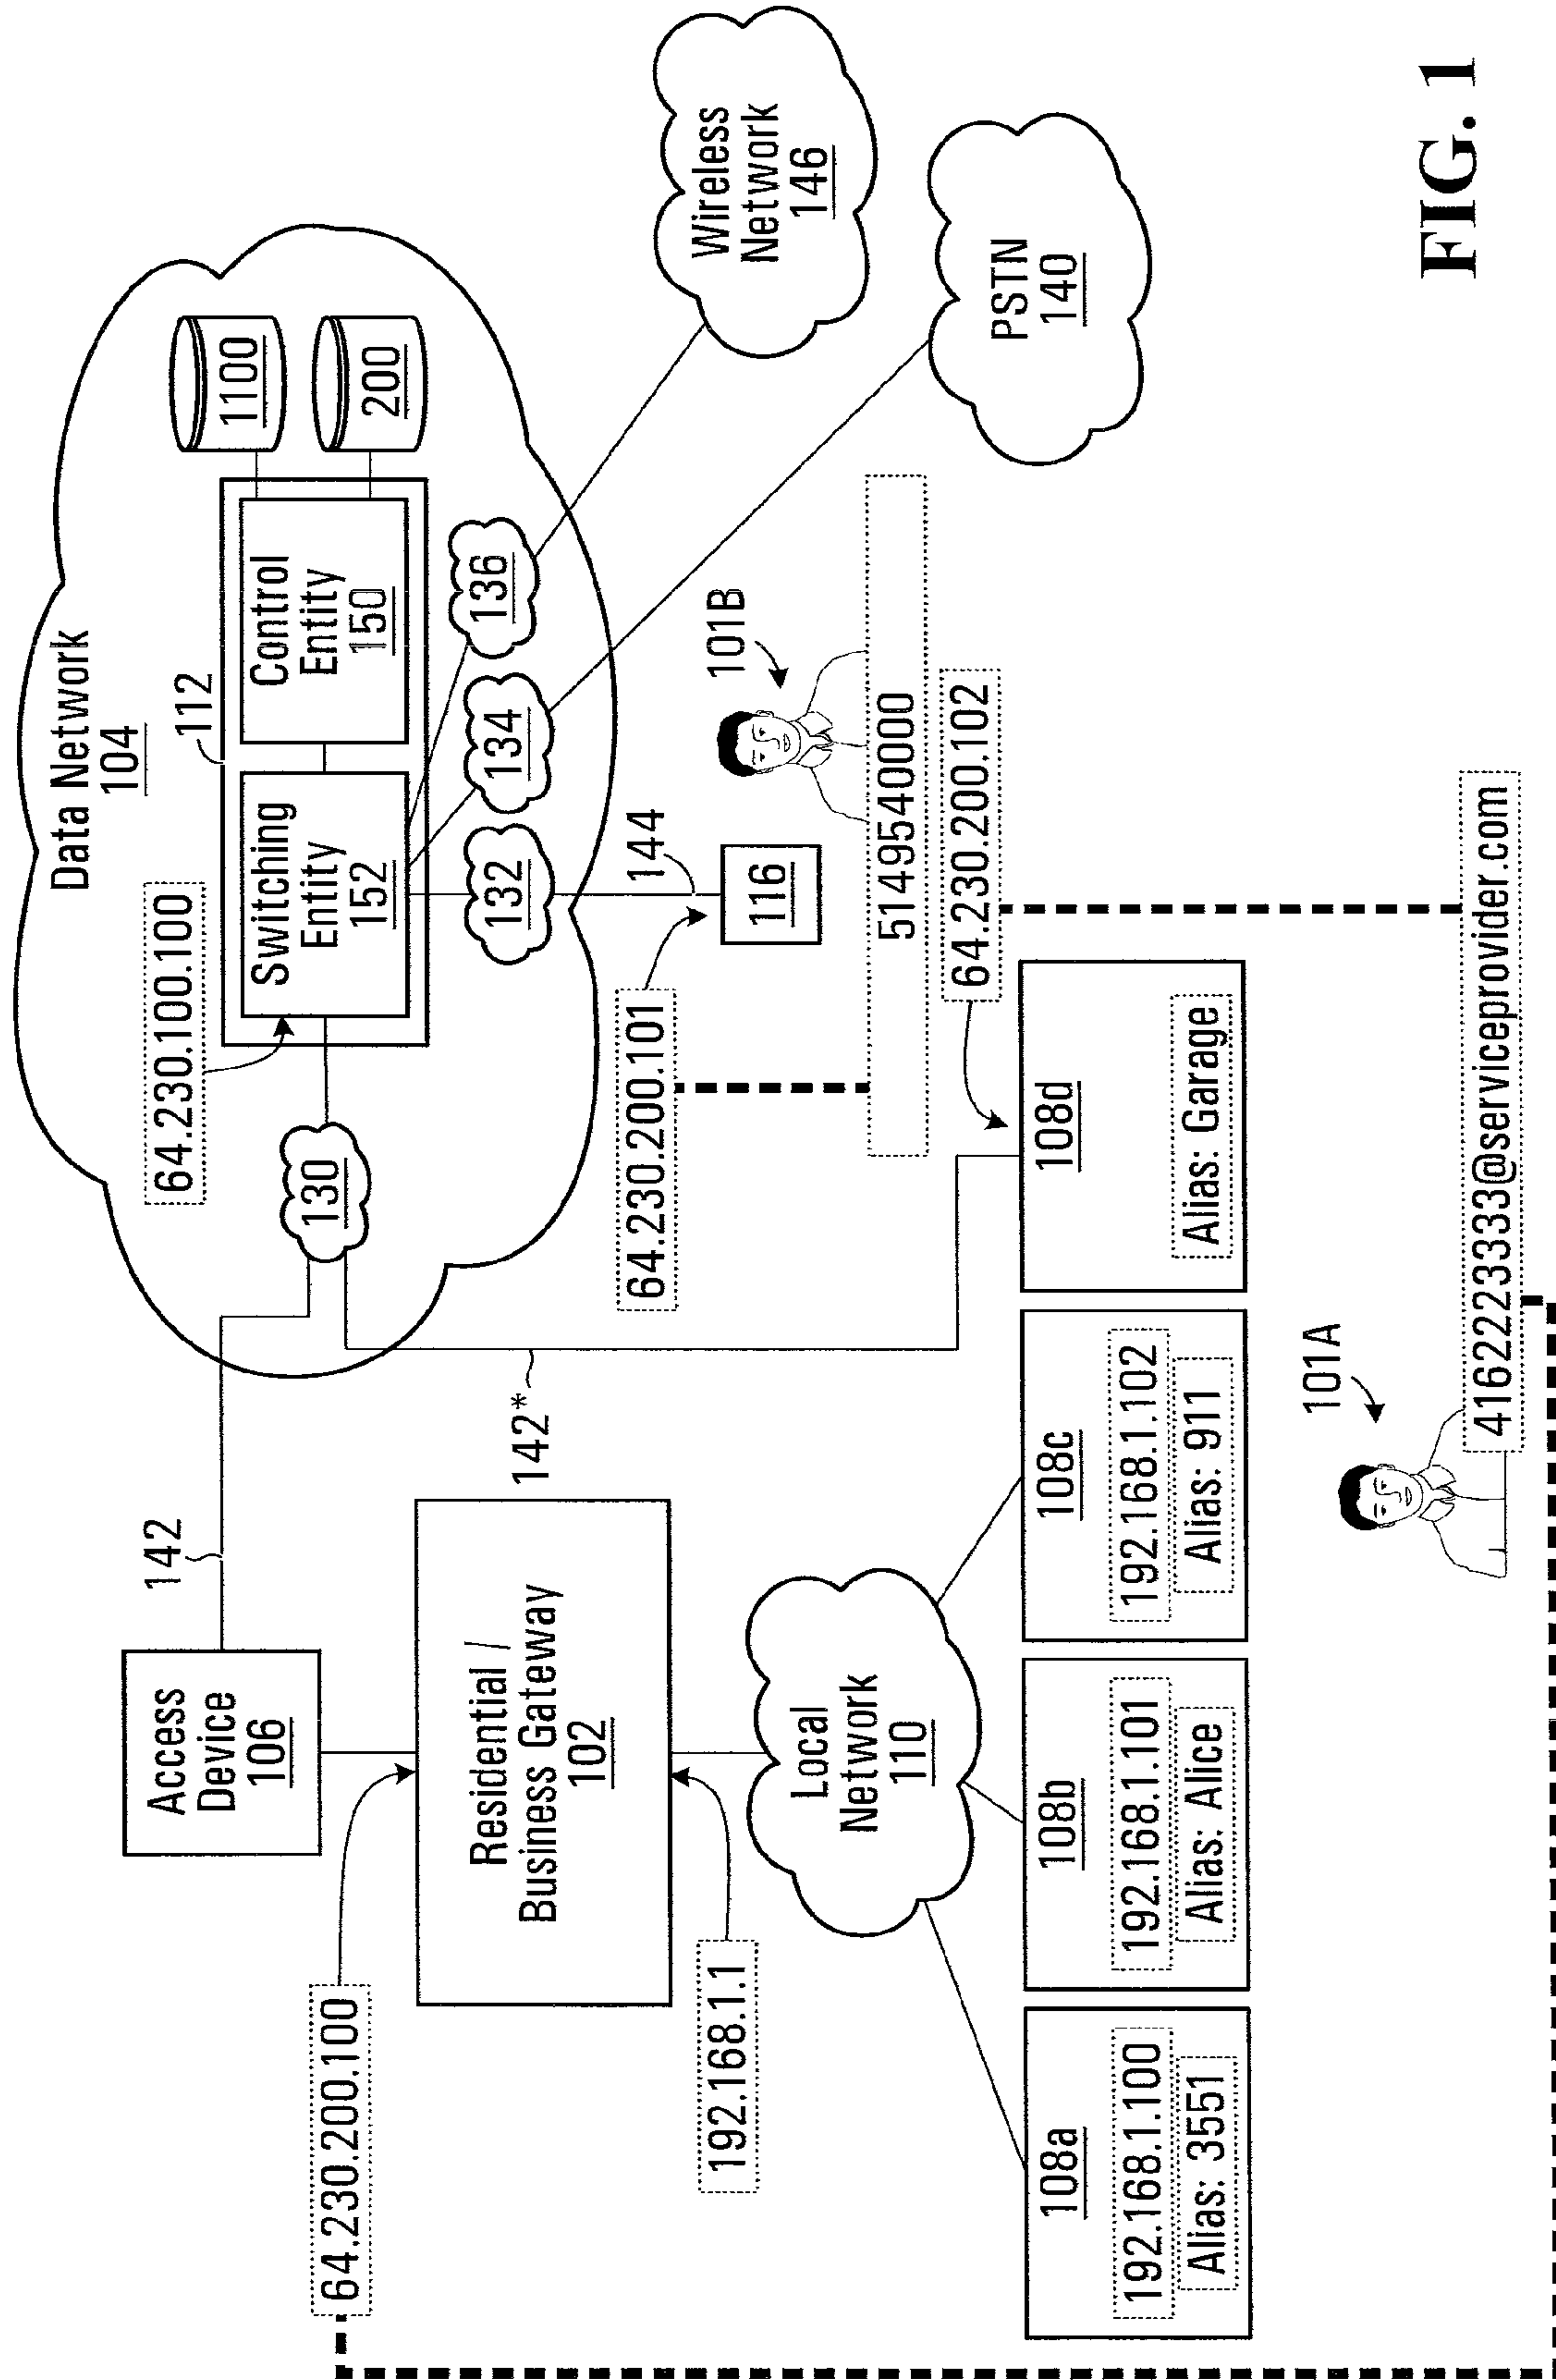 Data Network
104
112
64.230.100.100
Switching
Entity
152
Control
Entity
150
1100
200
130
132
134
136
Wireless
Network
146
PSTN
140
142
Access
Device
106
64.230.200.100
Residential /
Business Gateway
102
192.168.1.1
142*
Local
Network
110
64.230.200.101
144
116
101B
5149540000
64.230.200.102
108a
192.168.1.100
Alias: 3551
108b
192.168.1.101
Alias: Alice
108c
192.168.1.102
Alias: 911
108d
Alias: Garage
101A
4162223333@serviceprovider.com
FIG. 1